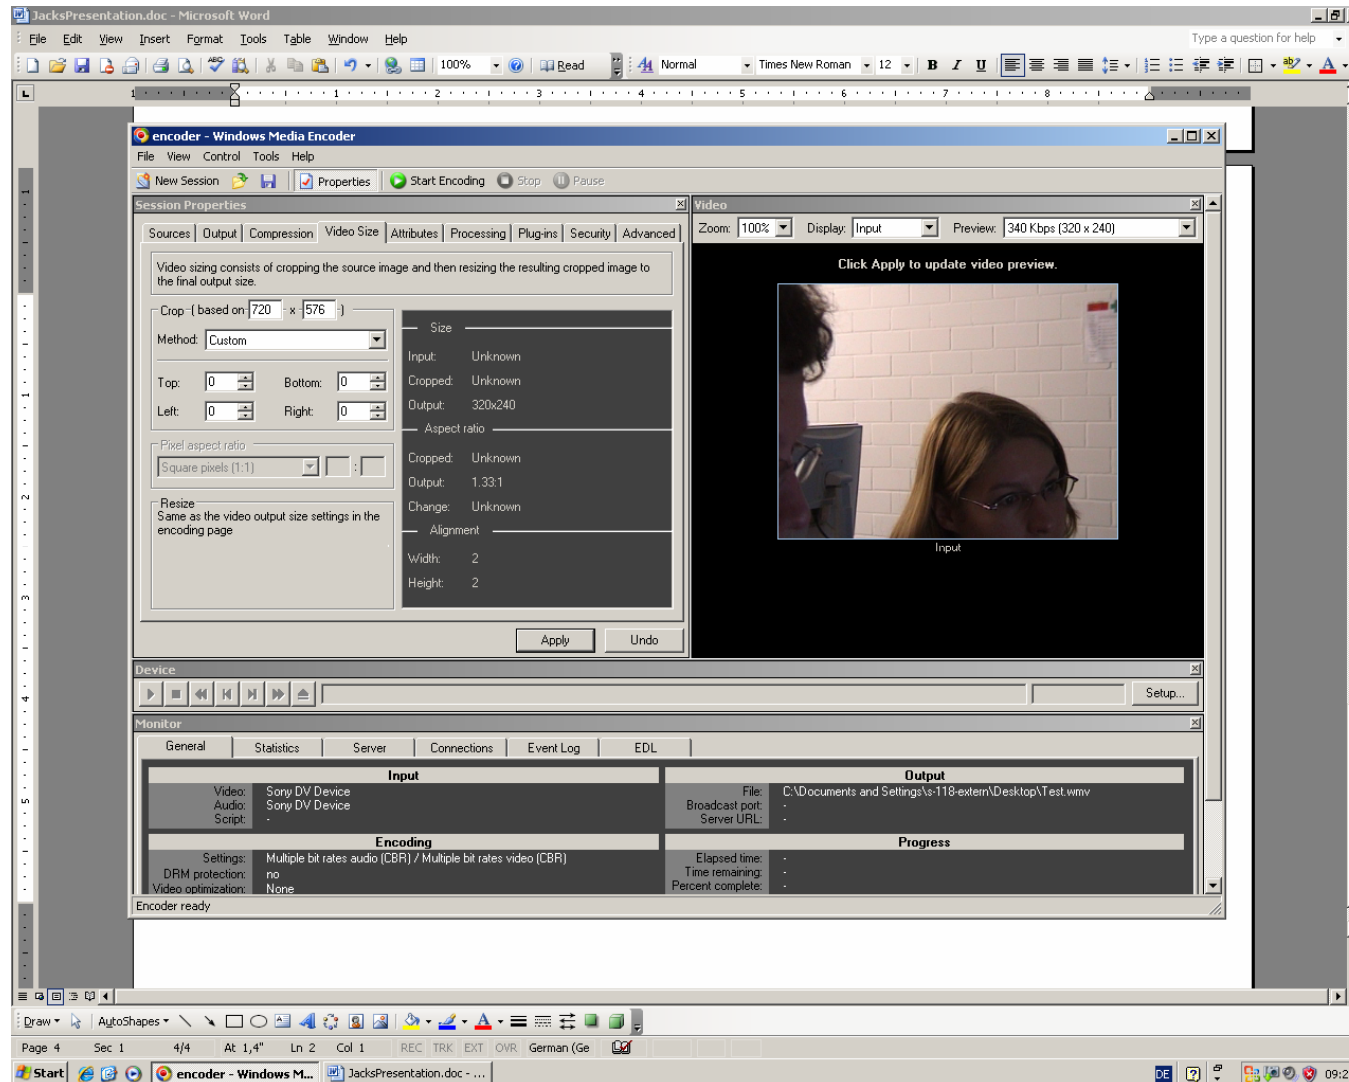 JacksPresentation.doc - Microsoft Word
File Edit View Insert Format Tools Table Window Help
Type a question for help
100% Read Normal Times New Roman 12 B I U
1 1 2 3 4 5 6 7 8
encoder - Windows Media Encoder
File View Control Tools Help
New Session Properties Start Encoding Stop Pause
Session Properties
Sources Output Compression Video Size Attributes Processing Plug-ins Security Advanced
Video sizing consists of cropping the source image and then resizing the resulting cropped image to
the final output size.
Crop ( based on 720 x 576 )
Method: Custom
Top: 0 Bottom: 0
Left: 0 Right: 0
Pixel aspect ratio
Square pixels (1:1) :
Resize
Same as the video output size settings in the
encoding page
Size
Input: Unknown
Cropped: Unknown
Output: 320x240
Aspect ratio
Cropped: Unknown
Output: 1.33:1
Change: Unknown
Alignment
Width: 2
Height: 2
Apply Undo
Video
Zoom: 100% Display: Input Preview: 340 Kbps (320 x 240)
Click Apply to update video preview.
Input
Device
Setup...
Monitor
General Statistics Server Connections Event Log EDL
Input
Video: Sony DV Device
Audio: Sony DV Device
Script: -
Output
File: C:\Documents and Settings\s-118-extern\Desktop\Test.wmv
Broadcast port: -
Server URL: -
Encoding
Settings: Multiple bit rates audio (CBR) / Multiple bit rates video (CBR)
DRM protection: no
Video optimization: None
Progress
Elapsed time: -
Time remaining: -
Percent complete: -
Encoder ready
Draw AutoShapes
Page 4 Sec 1 4/4 At 1,4" Ln 2 Col 1 REC TRK EXT OVR German (Ge
Start encoder - Windows M... JacksPresentation.doc - ... DE 09:2